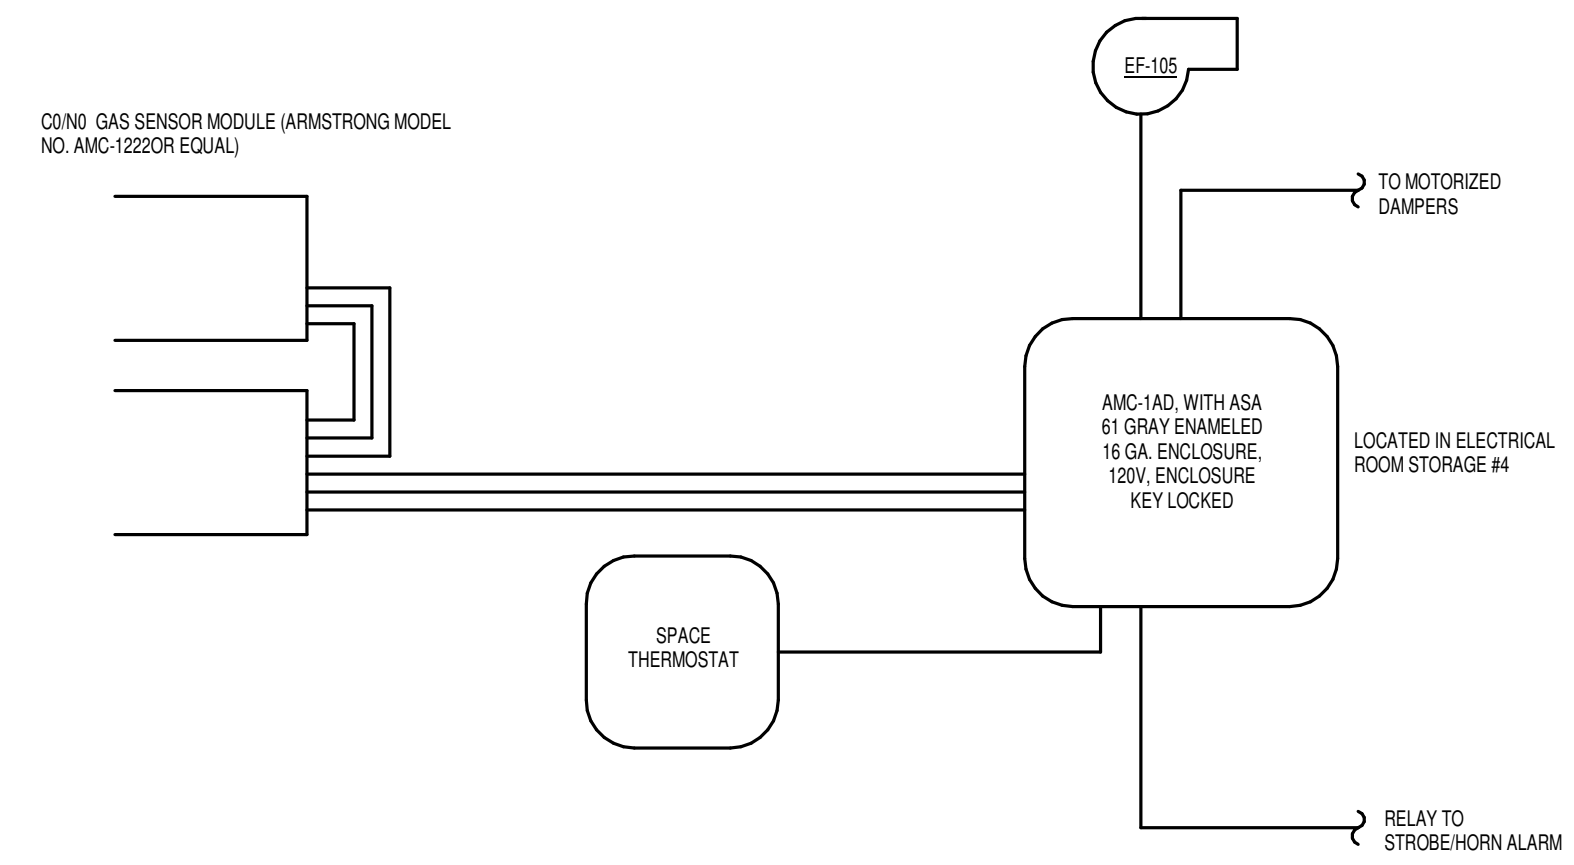 EF-105
C0/N0 GAS SENSOR MODULE (ARMSTRONG MODEL
NO. AMC-1222OR EQUAL)
TO MOTORIZED
DAMPERS
AMC-1AD, WITH ASA
61 GRAY ENAMELED
16 GA. ENCLOSURE,
120V, ENCLOSURE
KEY LOCKED
LOCATED IN ELECTRICAL
ROOM STORAGE #4
SPACE
THERMOSTAT
RELAY TO
STROBE/HORN ALARM